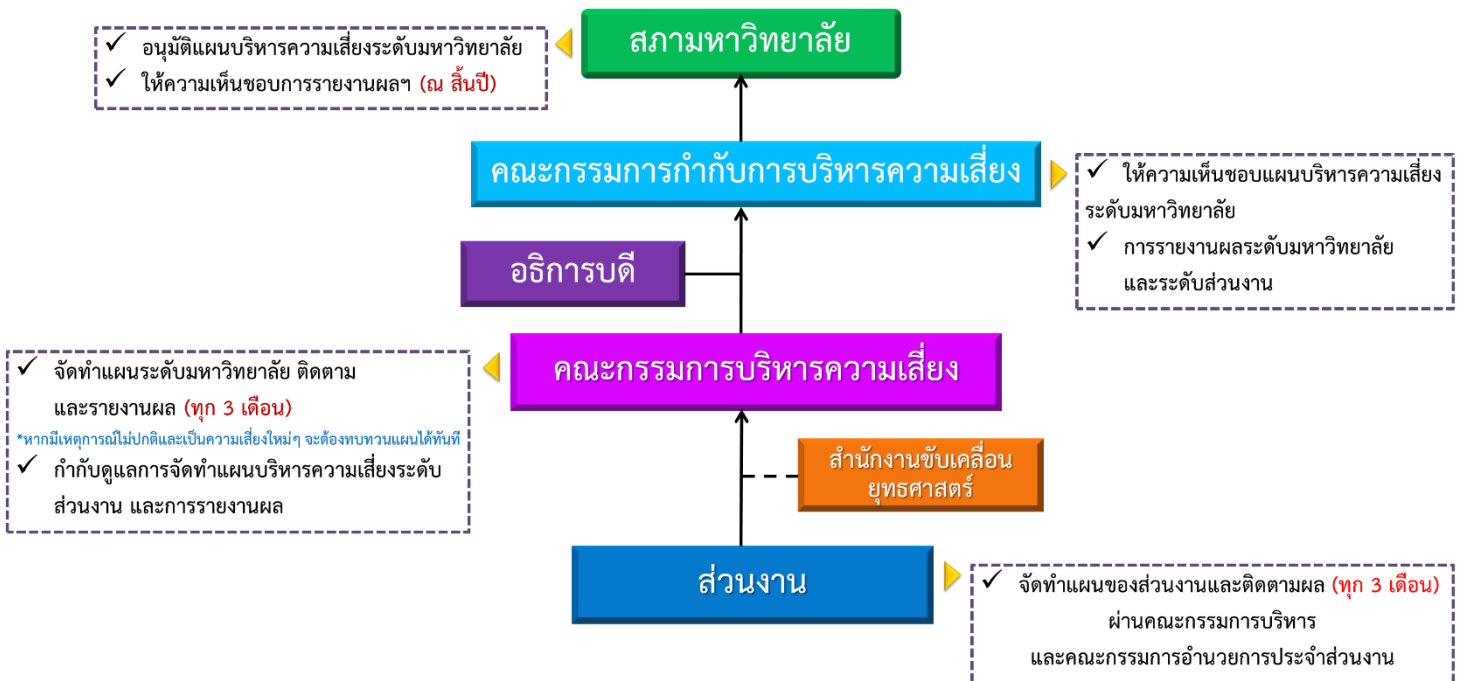 สภามหาวิทยาลัย
✓ อนุมัติแผนบริหารความเสี่ยงระดับมหาวิทยาลัย
✓ ให้ความเห็นชอบการรายงานผลฯ (ณ สิ้นปี)
คณะกรรมการกำกับการบริหารความเสี่ยง
✓ ให้ความเห็นชอบแผนบริหารความเสี่ยง
ระดับมหาวิทยาลัย
✓ การรายงานผลระดับมหาวิทยาลัย
และระดับส่วนงาน
อธิการบดี
คณะกรรมการบริหารความเสี่ยง
✓ จัดทำแผนระดับมหาวิทยาลัย ติดตาม
และรายงานผล (ทุก 3 เดือน)
*หากมีเหตุการณ์ไม่ปกติและเป็นความเสี่ยงใหม่ๆ จะต้องทบทวนแผนได้ทันที
✓ กำกับดูแลการจัดทำแผนบริหารความเสี่ยงระดับ
ส่วนงาน และการรายงานผล
สำนักงานขับเคลื่อน
ยุทธศาสตร์
ส่วนงาน
✓ จัดทำแผนของส่วนงานและติดตามผล (ทุก 3 เดือน)
ผ่านคณะกรรมการบริหาร
และคณะกรรมการอำนวยการประจำส่วนงาน